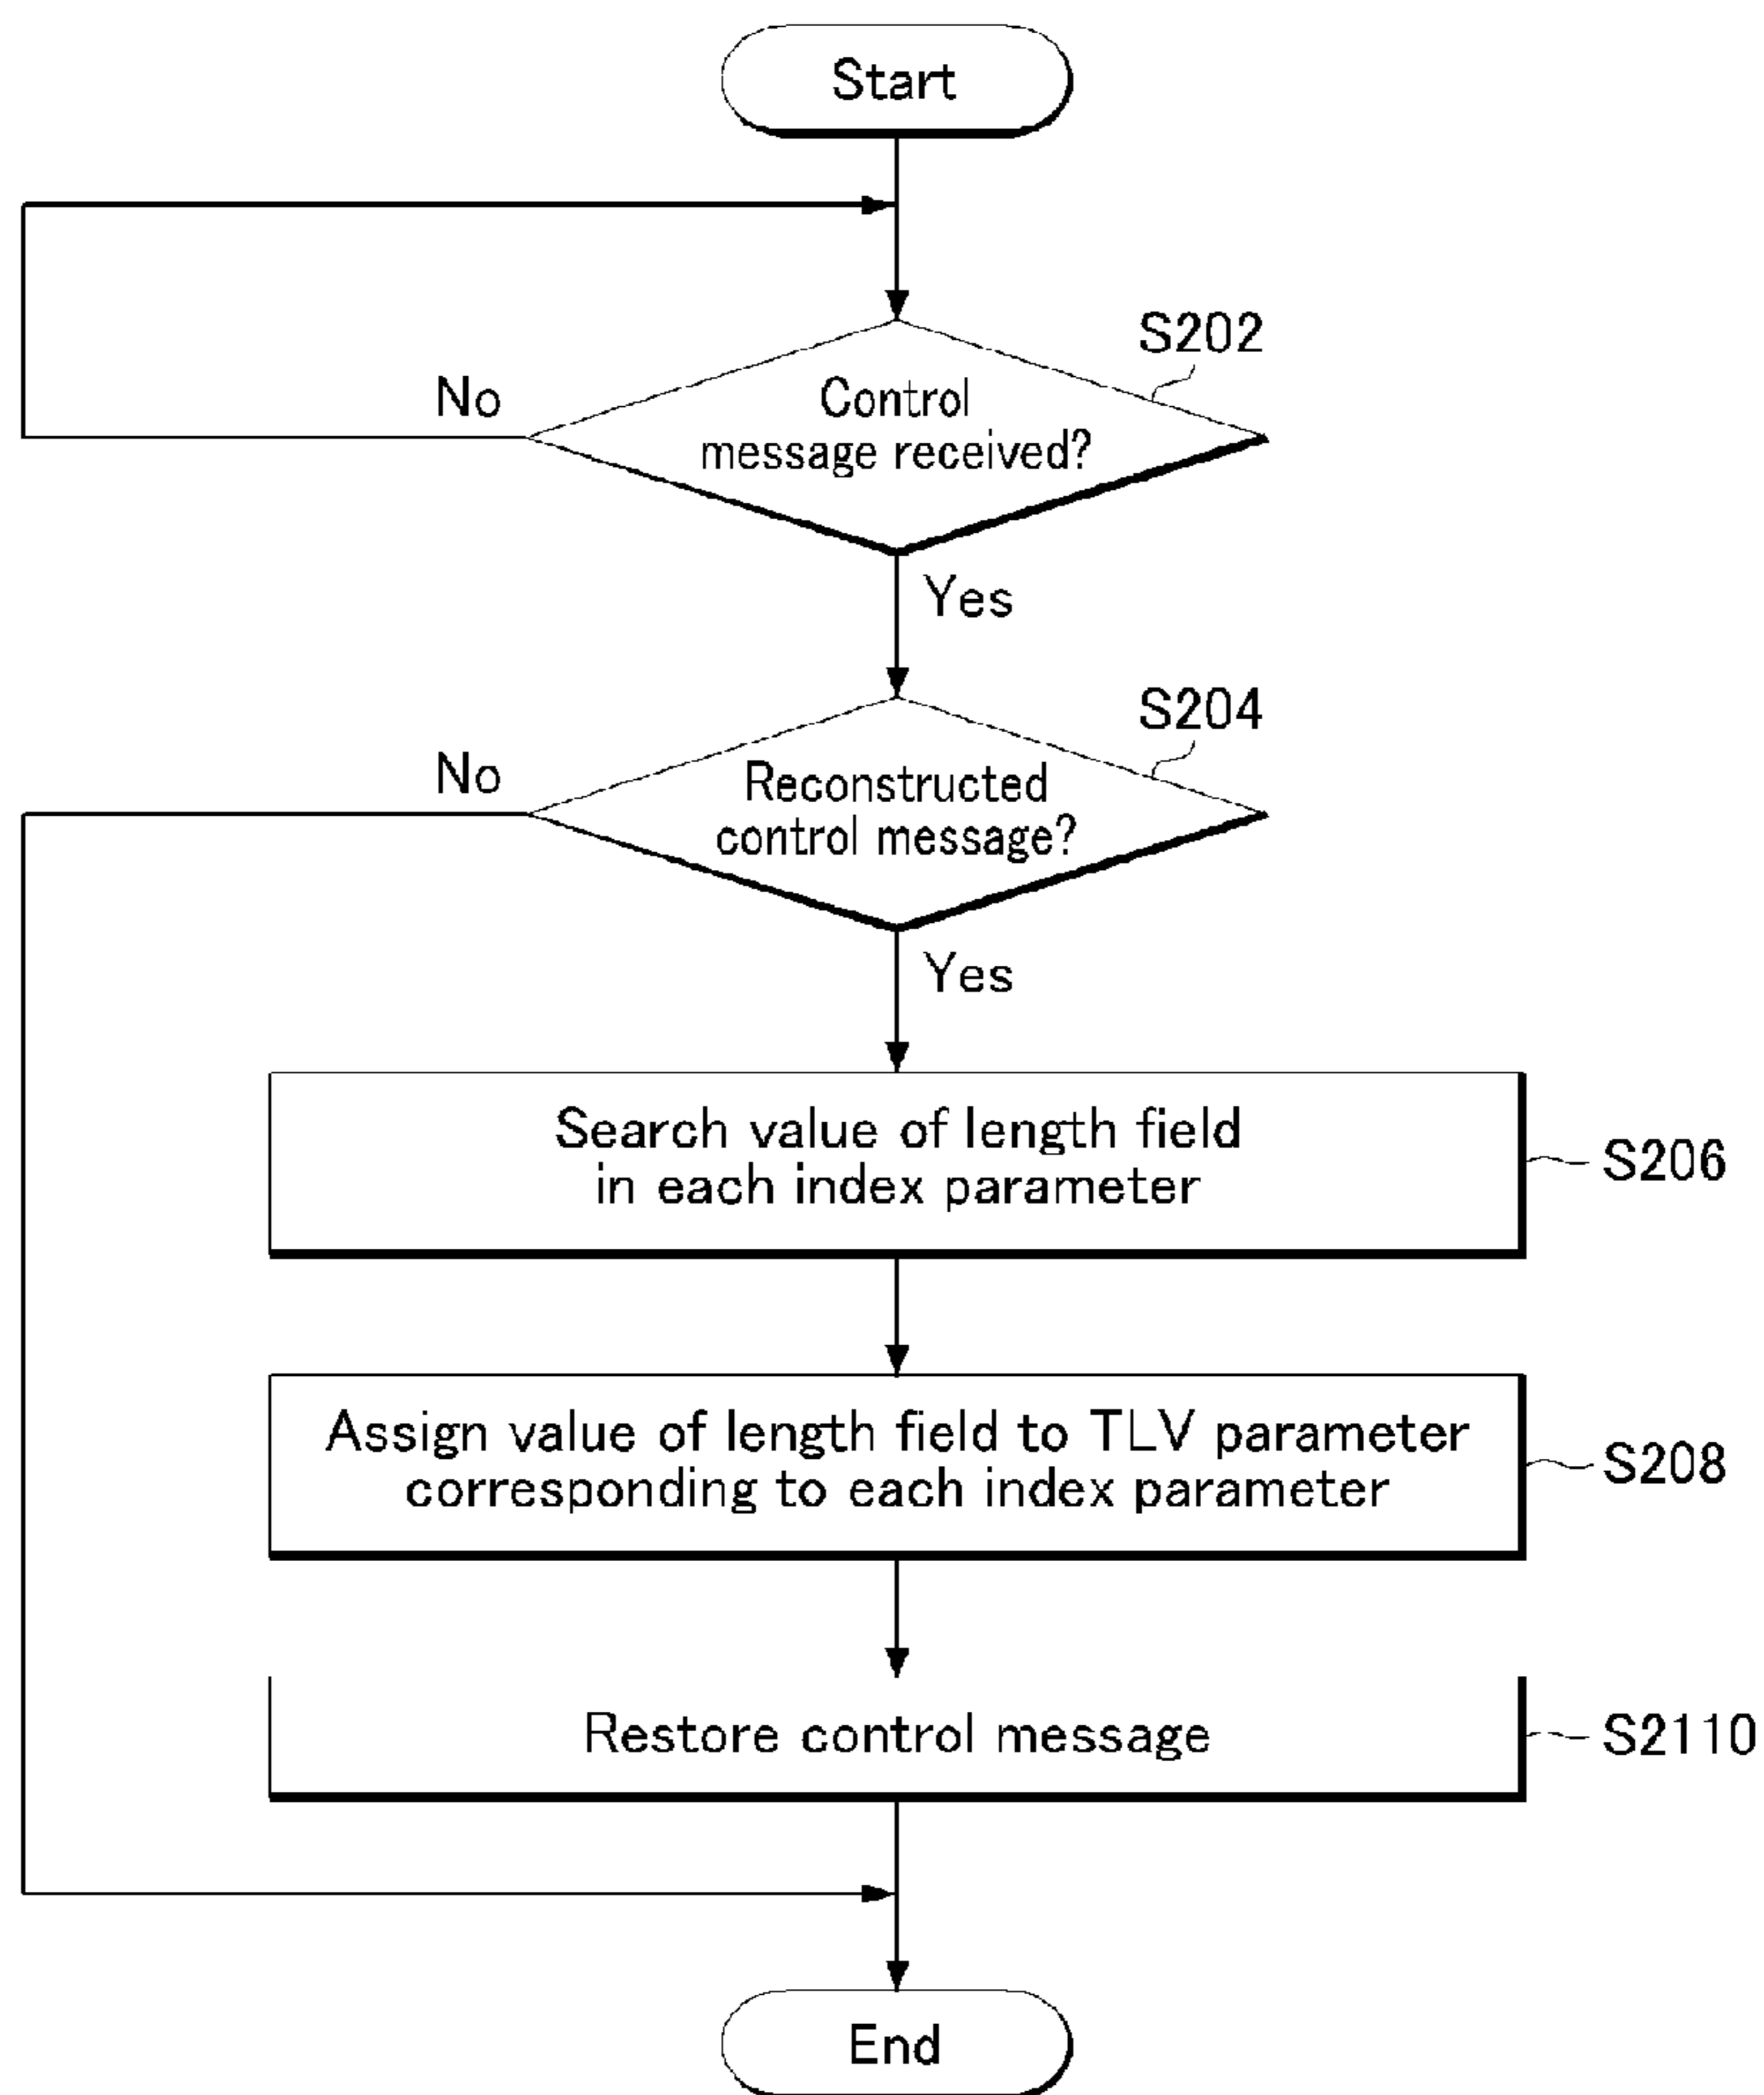 Start
S202
No
Control
message received?
Yes
S204
No
Reconstructed
control message?
Yes
Search value of length field
in each index parameter
S206
Assign value of length field to TLV parameter
corresponding to each index parameter
S208
Restore control message
S2110
End